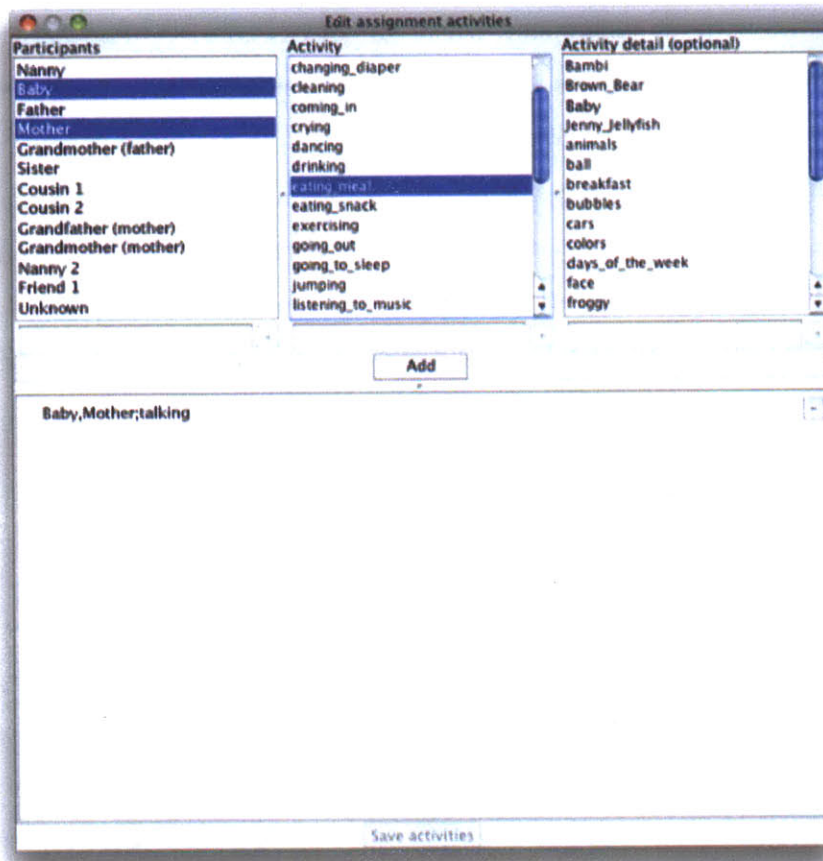 Edit assignment activities
Participants
Nanny
Baby
Father
Mother
Grandmother (father)
Sister
Cousin 1
Cousin 2
Grandfather (mother)
Grandmother (mother)
Nanny 2
Friend 1
Unknown
Activity
changing_diaper
cleaning
coming_in
crying
dancing
drinking
eating_meal
eating_snack
exercising
going_out
going_to_sleep
jumping
listening_to_music
Activity detail (optional)
Bambi
Brown_Bear
Baby
Jenny_Jellyfish
animals
ball
breakfast
bubbles
cars
colors
days_of_the_week
face
froggy
Add
Baby,Mother;talking
-
Save activities